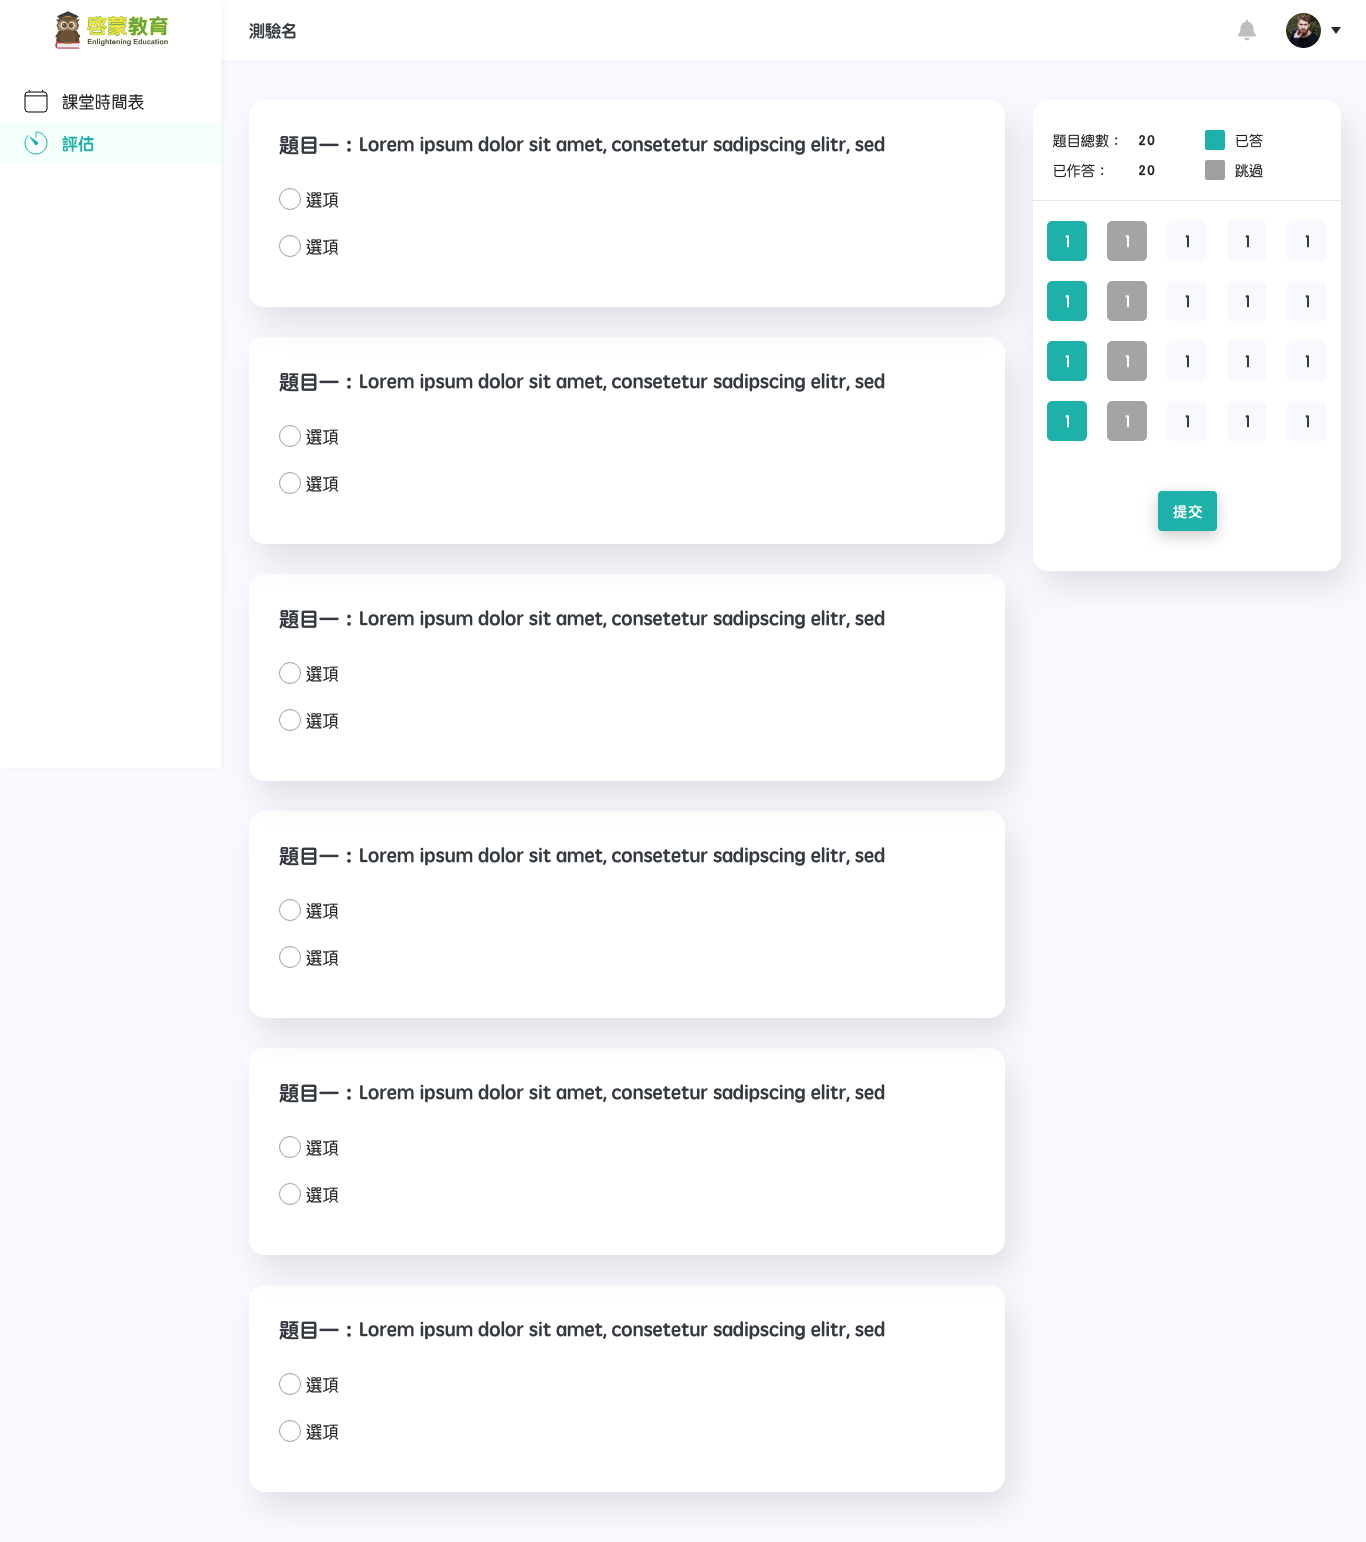 啓蒙教育
Enlightening Education
測驗名
課堂時間表
評估
題目一：Lorem ipsum dolor sit amet, consetetur sadipscing elitr, sed
選項
選項
題目一：Lorem ipsum dolor sit amet, consetetur sadipscing elitr, sed
選項
選項
題目一：Lorem ipsum dolor sit amet, consetetur sadipscing elitr, sed
選項
選項
題目一：Lorem ipsum dolor sit amet, consetetur sadipscing elitr, sed
選項
選項
題目一：Lorem ipsum dolor sit amet, consetetur sadipscing elitr, sed
選項
選項
題目一：Lorem ipsum dolor sit amet, consetetur sadipscing elitr, sed
選項
選項
題目總數： 20 已答
已作答： 20 跳過
1 1 1 1 1
1 1 1 1 1
1 1 1 1 1
1 1 1 1 1
提交